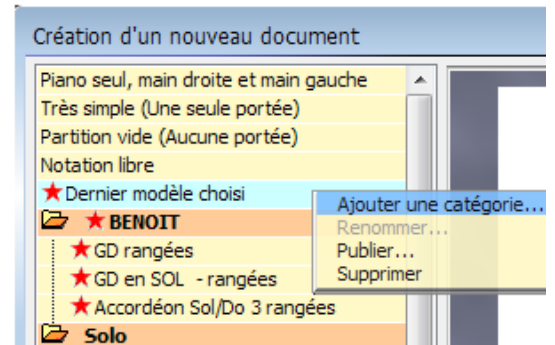 Création d'un nouveau document
Piano seul, main droite et main gauche
Très simple (Une seule portée)
Partition vide (Aucune portée)
Notation libre
Dernier modèle choisi
BENOIT
GD rangées
GD en SOL - rangées
Accordéon Sol/Do 3 rangées
Solo
Ajouter une catégorie...
Renommer...
Publier...
Supprimer